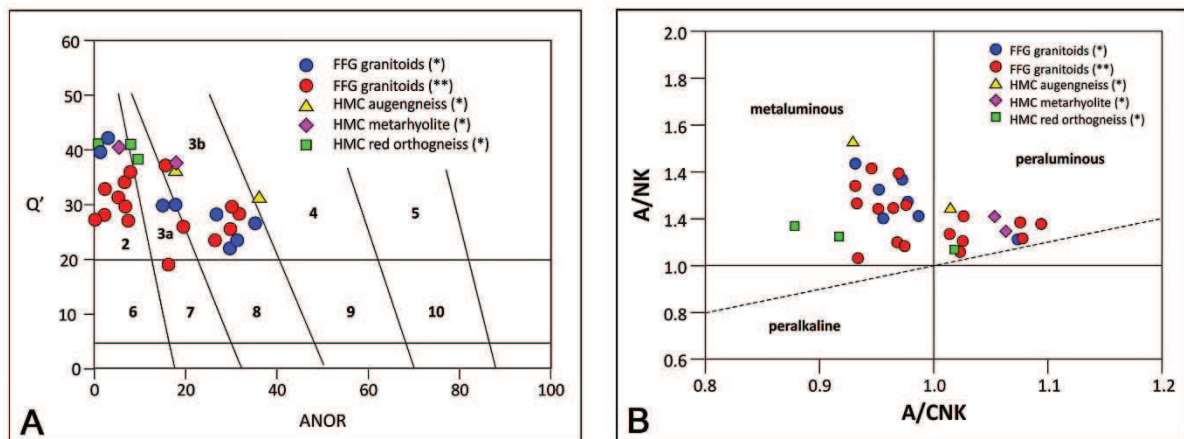 60
50
40
30
20
10
0
Q'
0
20
40
60
80
100
ANOR
FFG granitoids (*)
FFG granitoids (**)
HMC augengneiss (*)
HMC metarhyolite (*)
HMC red orthogneiss (*)
3b
4
5
2
3a
6
7
8
9
10
A
2.0
1.8
1.6
1.4
1.4
1.0
0.8
0.6
A/NK
0.8
0.9
1.0
1.1
1.2
A/CNK
FFG granitoids (*)
FFG granitoids (**)
HMC augengneiss (*)
HMC metarhyolite (*)
HMC red orthogneiss (*)
metaluminous
peraluminous
peralkaline
B